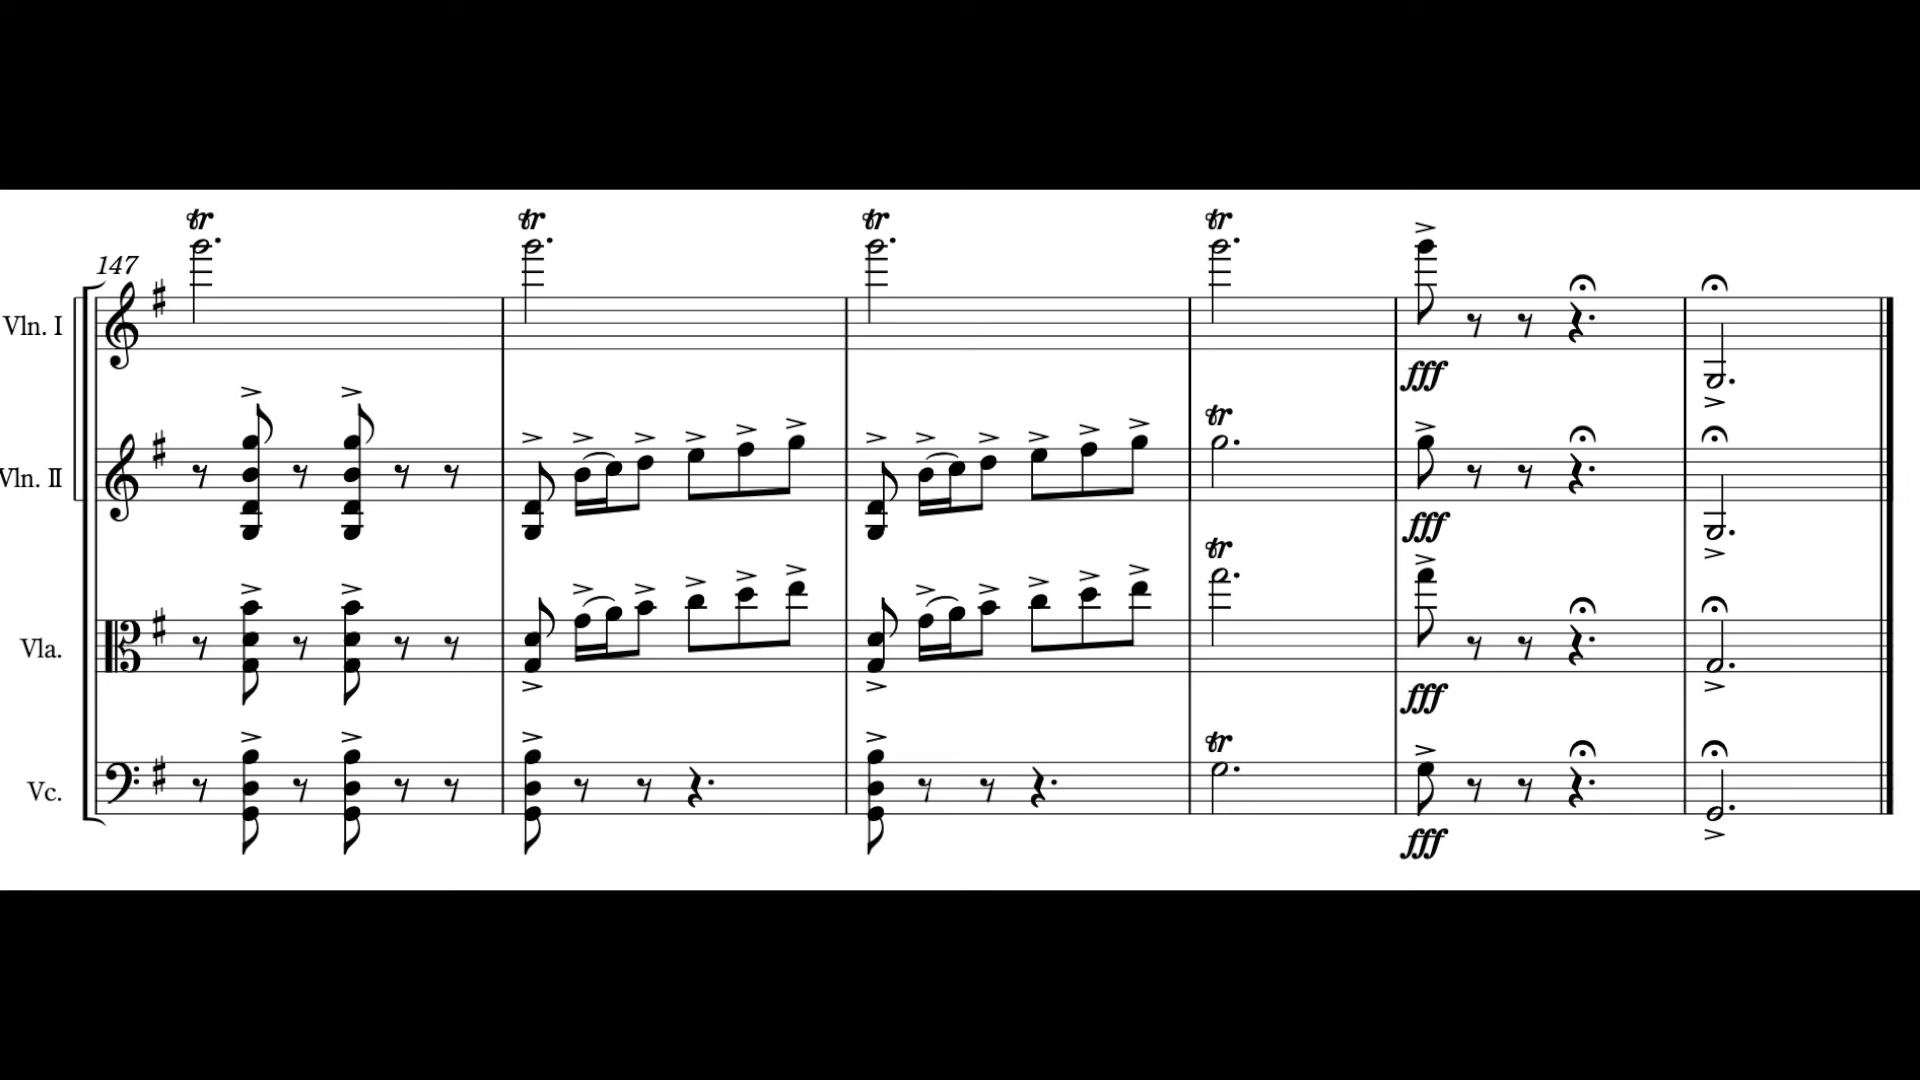 tr tr tr tr
147
Vln. I
fff
tr
Vln. II
fff
tr
Vla.
fff
tr
Vc.
fff